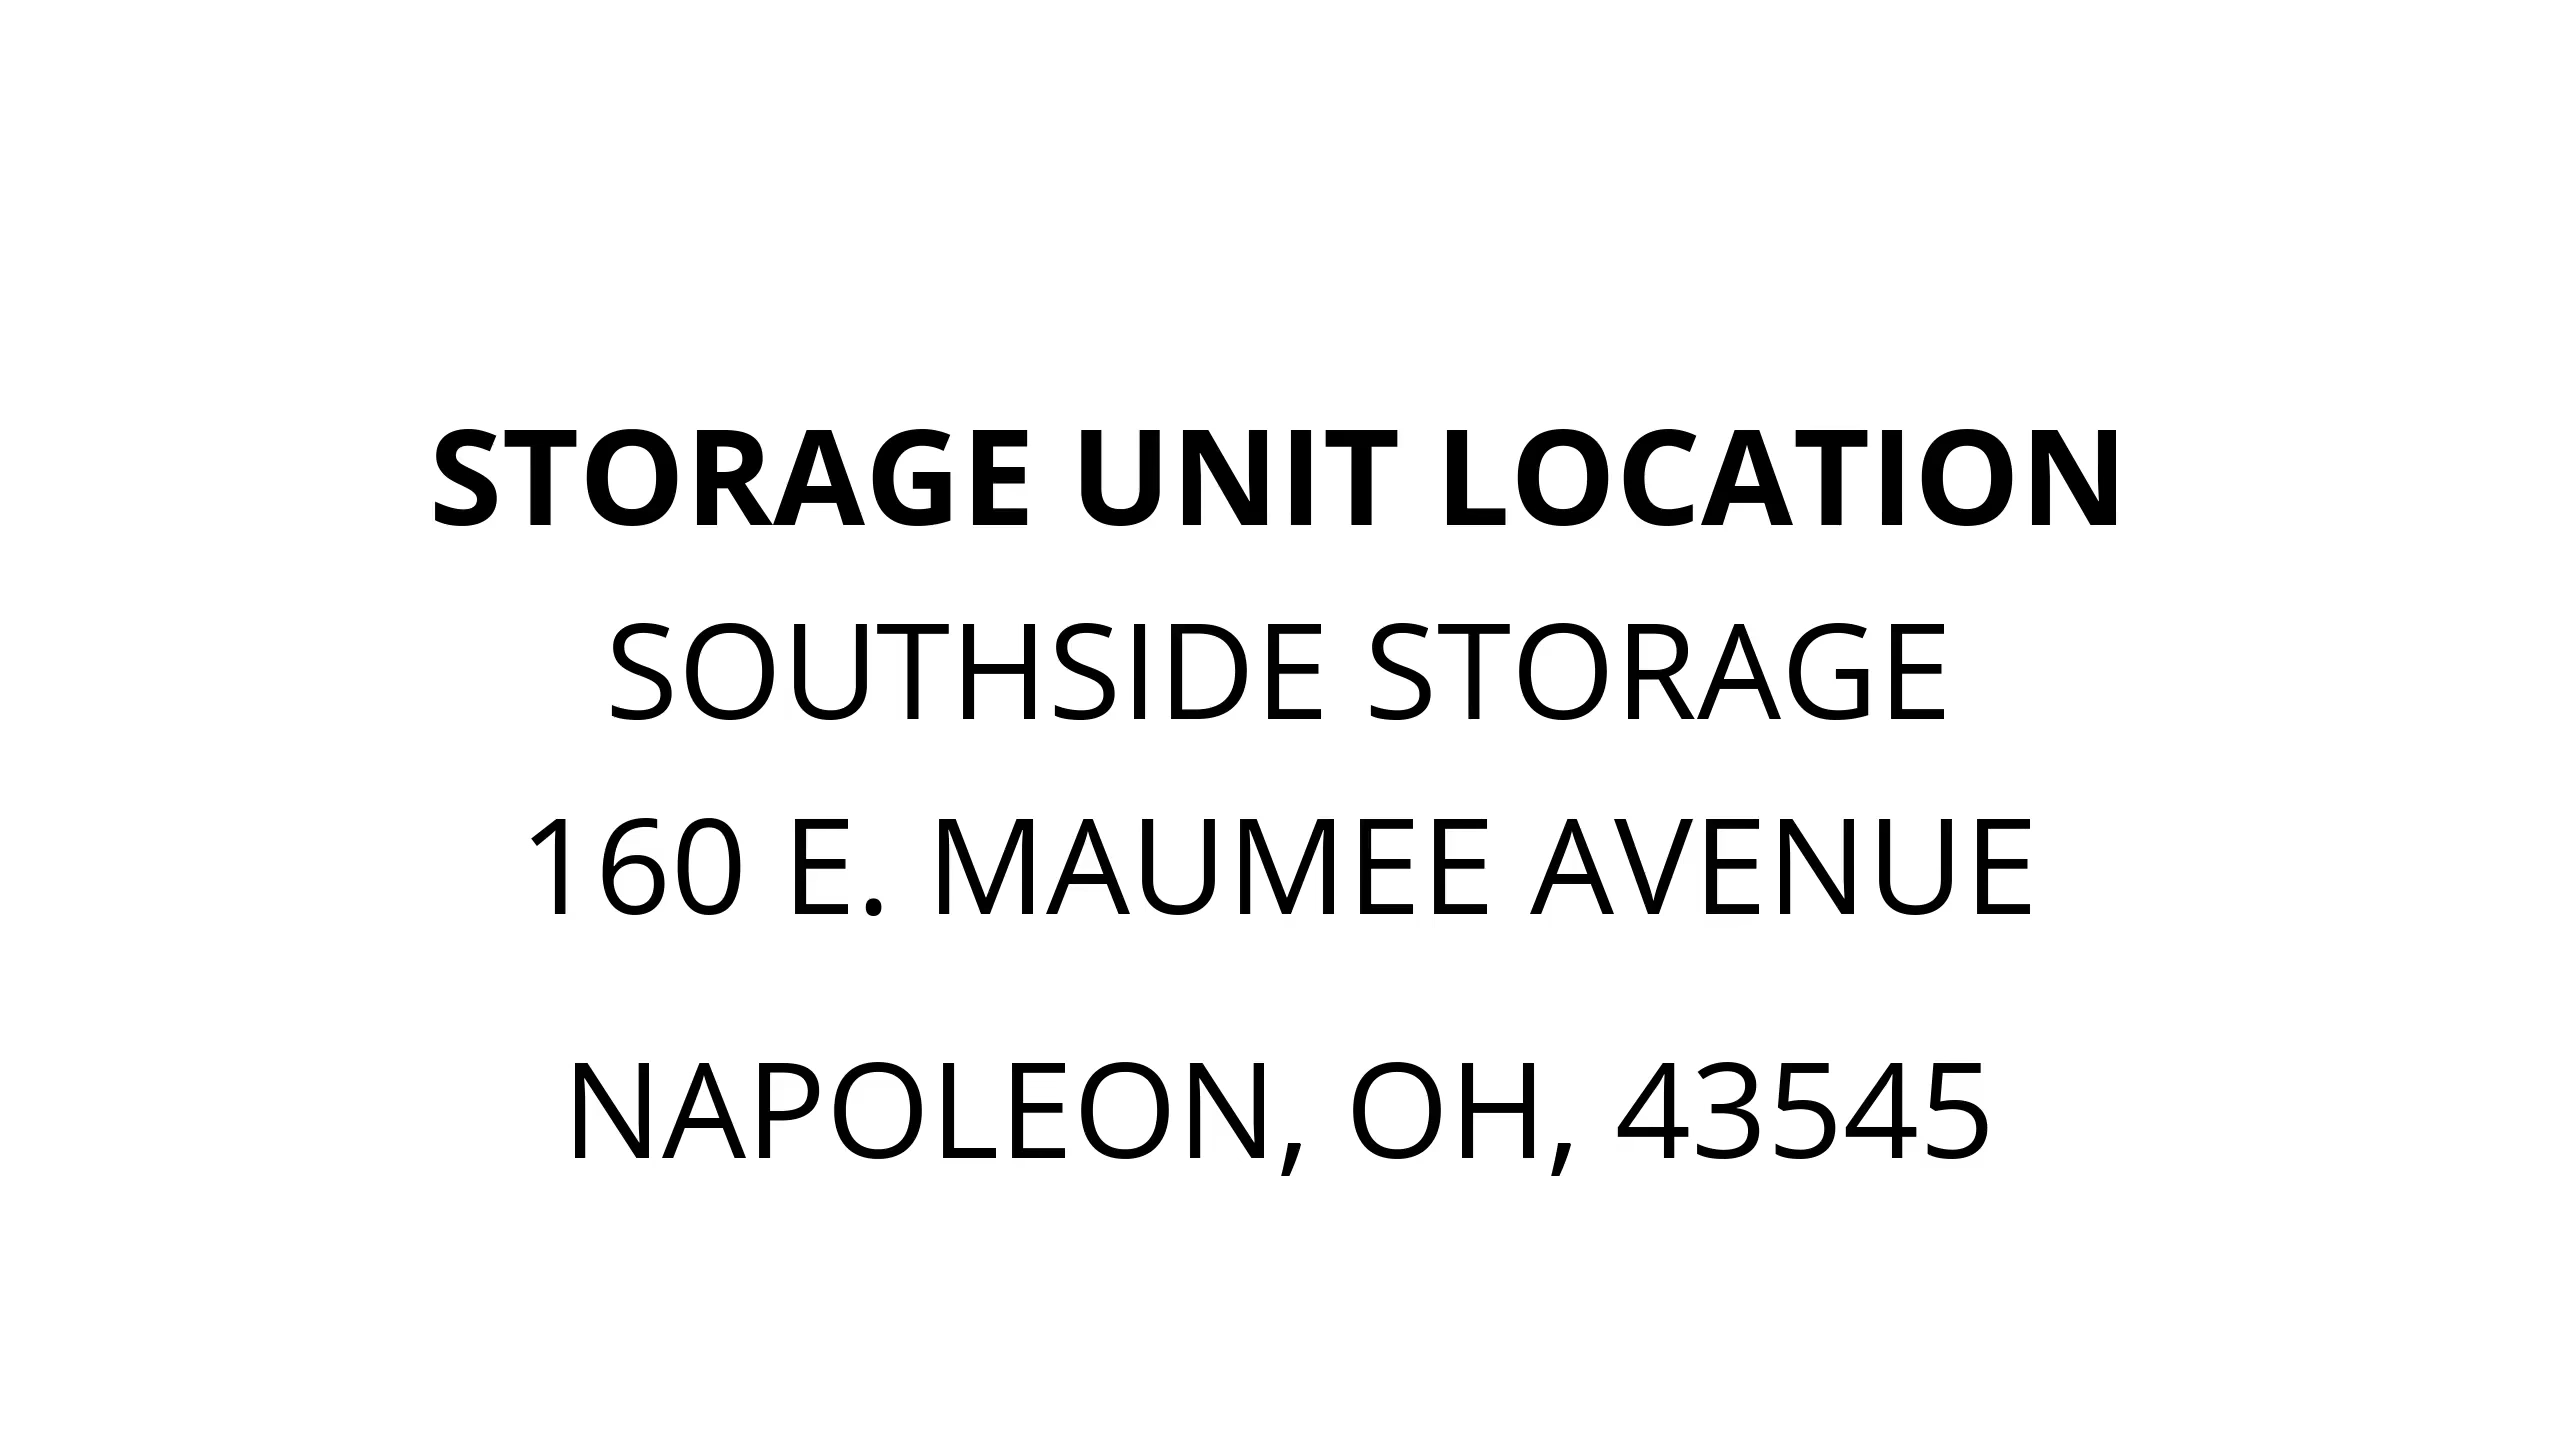 STORAGE UNIT LOCATION
SOUTHSIDE STORAGE
160 E. MAUMEE AVENUE
NAPOLEON, OH, 43545